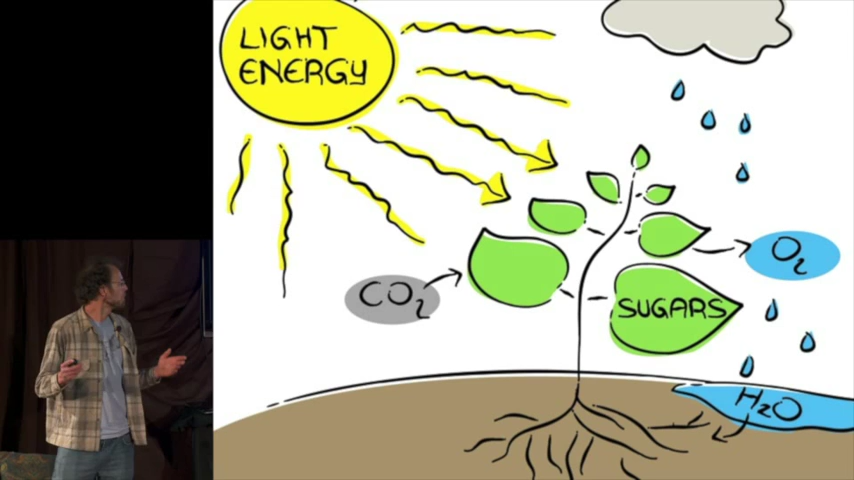 LIGHT
ENERGY
CO₂
O₂
SUGARS
H₂O